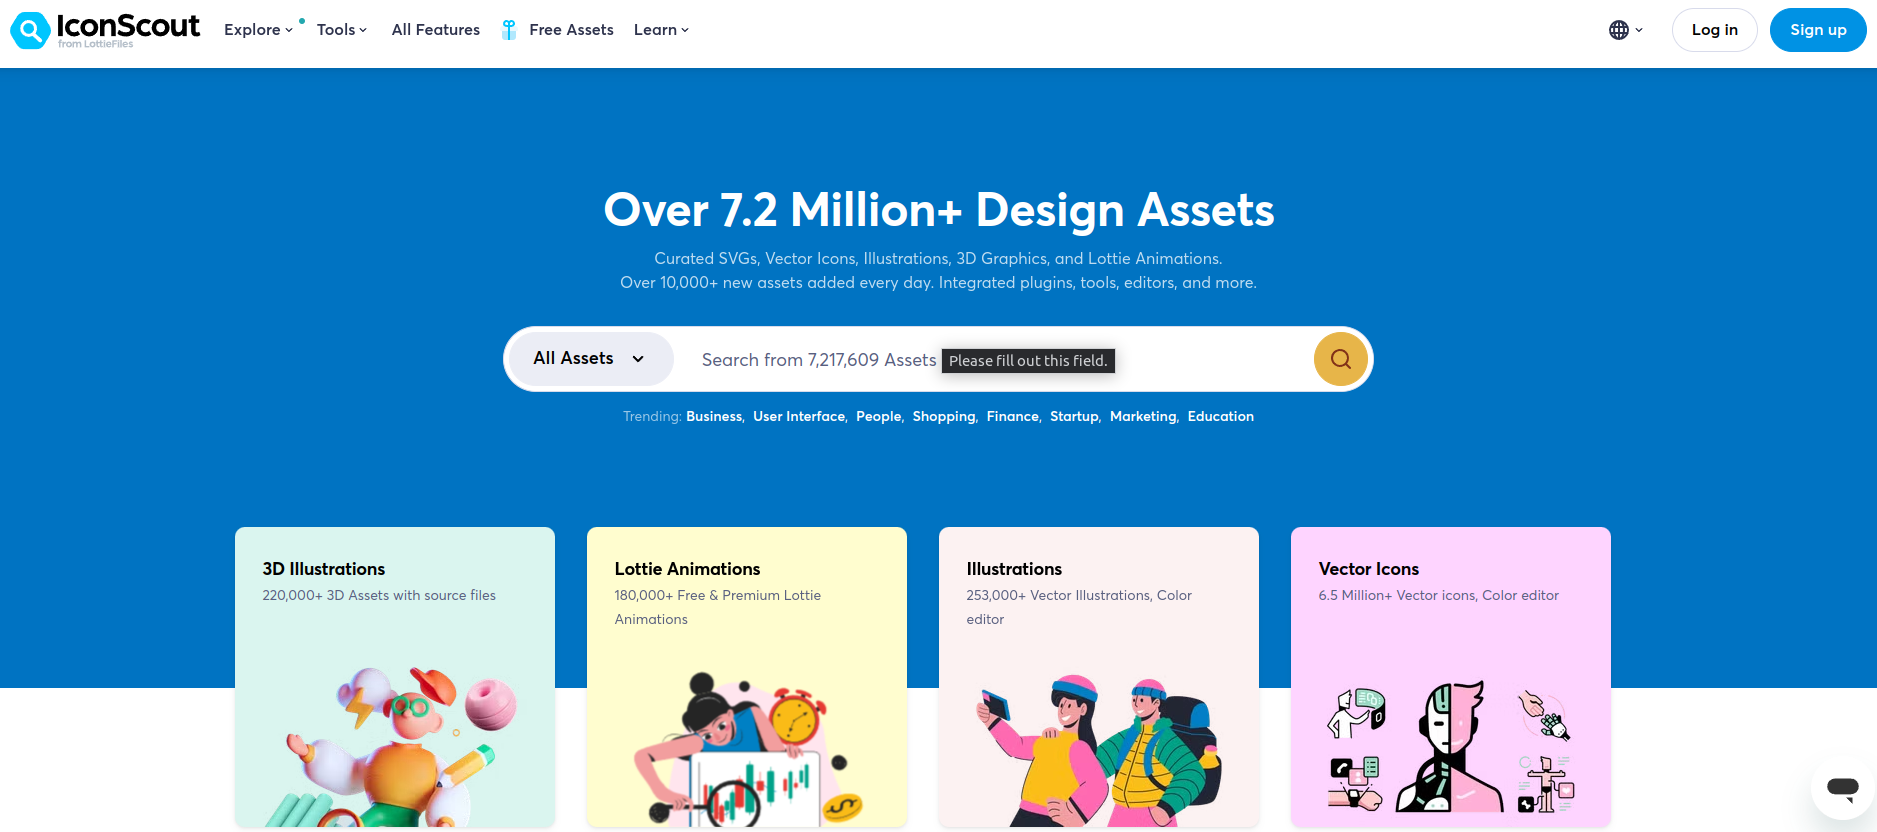 IconScout
from LottieFiles
Explore
Tools
All Features
Free Assets
Learn
Log in
Sign up
Over 7.2 Million+ Design Assets
Curated SVGs, Vector Icons, Illustrations, 3D Graphics, and Lottie Animations.
Over 10,000+ new assets added every day. Integrated plugins, tools, editors, and more.
All Assets
Search from 7,217,609 Assets
Please fill out this field.
Trending: Business, User Interface, People, Shopping, Finance, Startup, Marketing, Education
3D Illustrations
220,000+ 3D Assets with source files
Lottie Animations
180,000+ Free & Premium Lottie
Animations
Illustrations
253,000+ Vector Illustrations, Color
editor
Vector Icons
6.5 Million+ Vector icons, Color editor